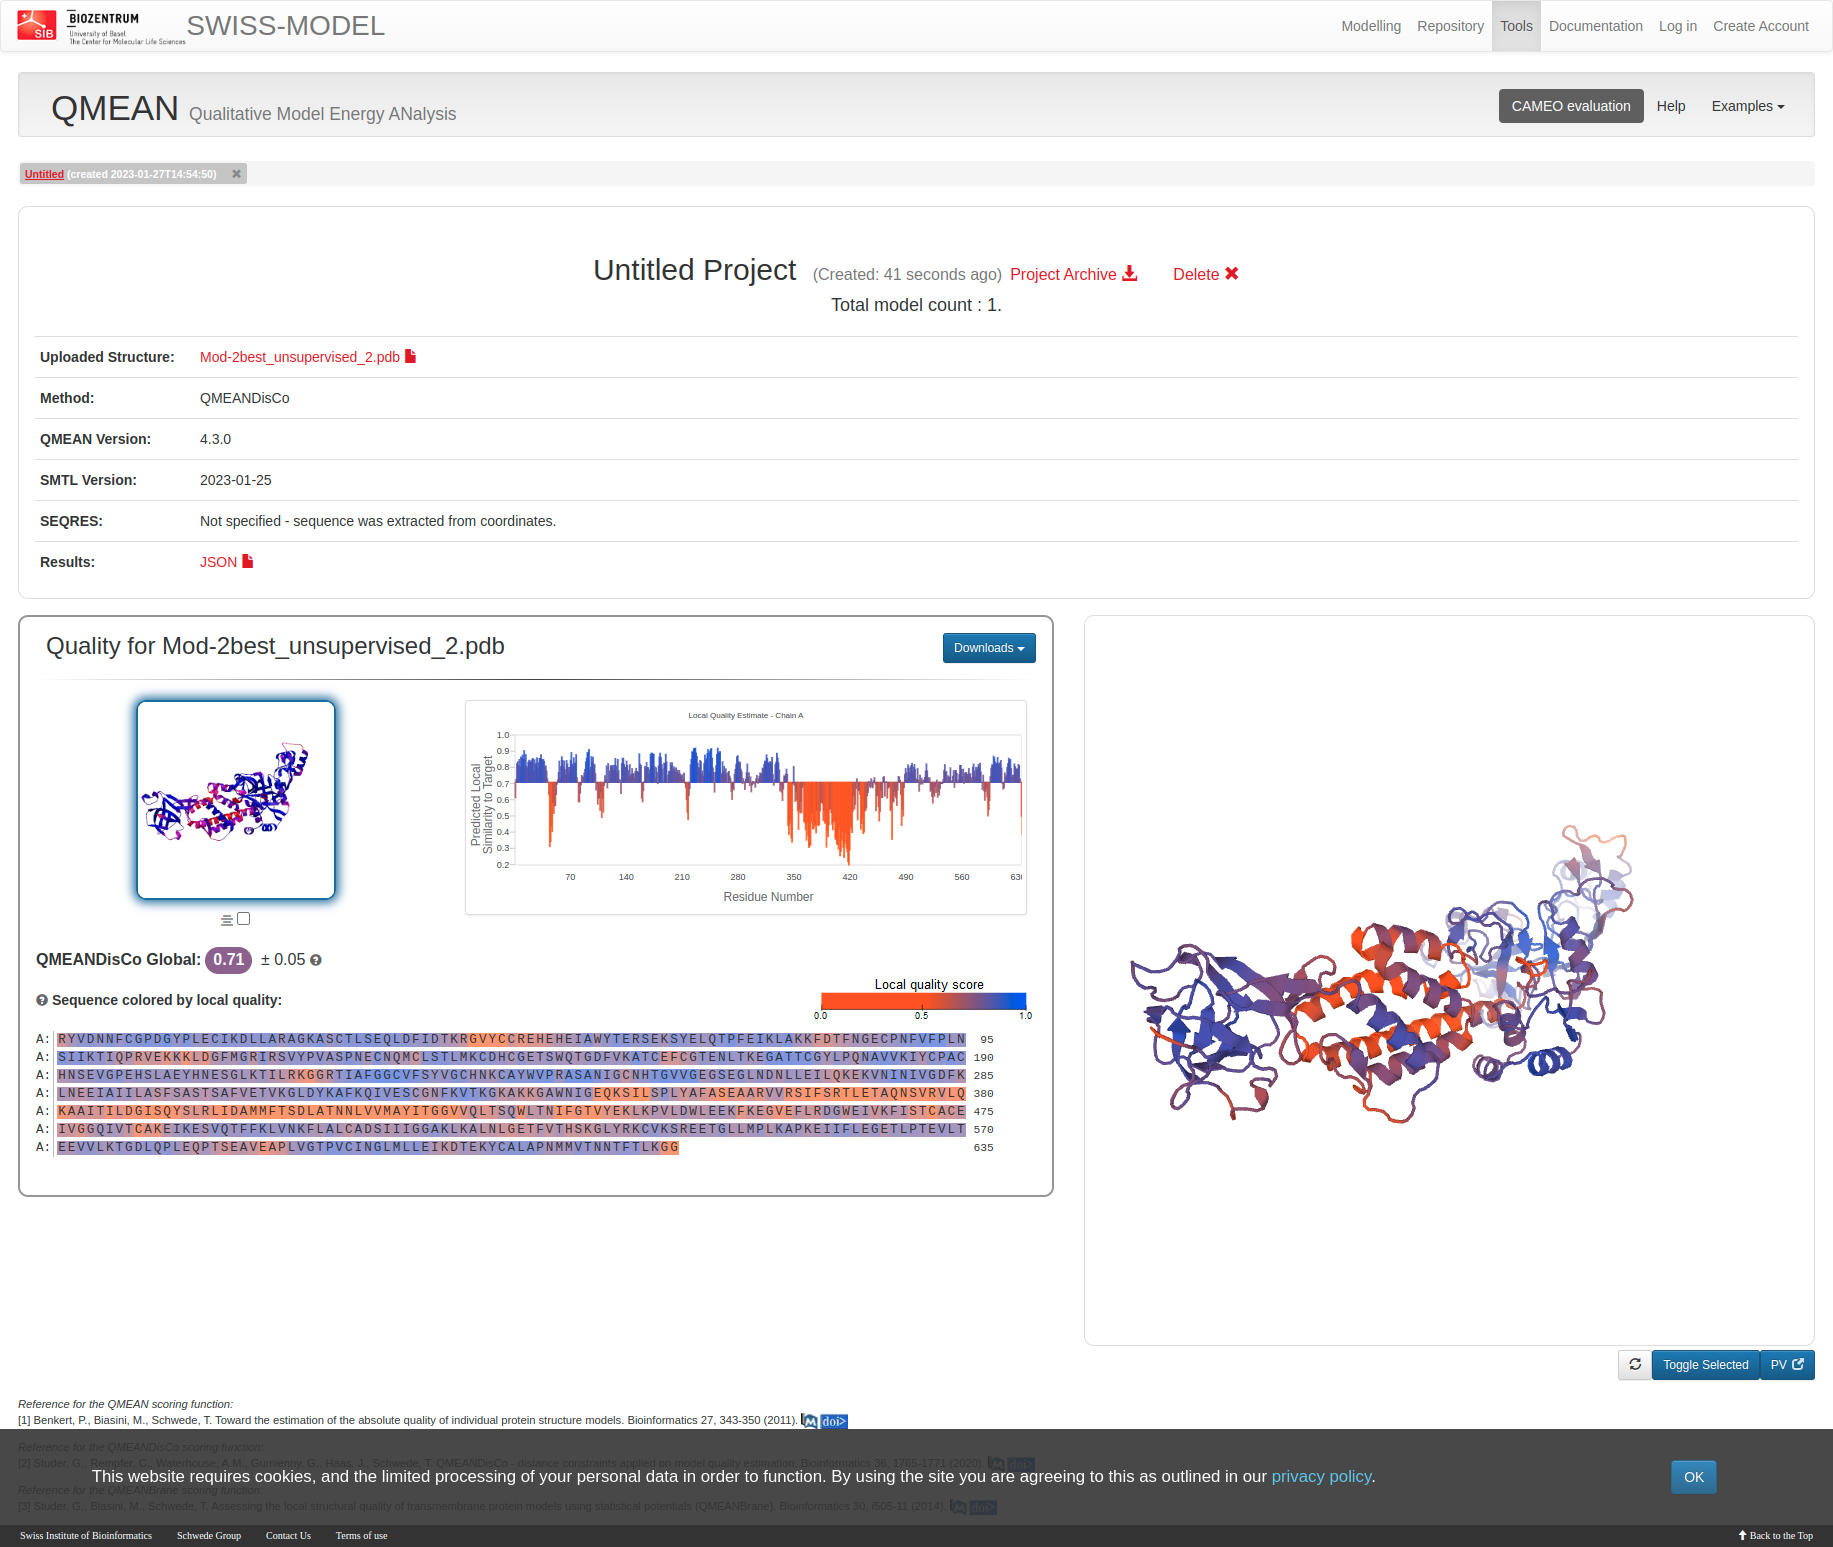 SIB
BIOZENTRUM
University of Basel
The Center for Molecular Life Sciences
SWISS-MODEL
Modelling Repository Tools Documentation Log in Create Account
QMEAN Qualitative Model Energy ANalysis
CAMEO evaluation Help Examples
Untitled (created 2023-01-27T14:54:50)
Untitled Project (Created: 41 seconds ago) Project Archive Delete
Total model count : 1.
Uploaded Structure: Mod-2best_unsupervised_2.pdb
Method: QMEANDisCo
QMEAN Version: 4.3.0
SMTL Version: 2023-01-25
SEQRES: Not specified - sequence was extracted from coordinates.
Results: JSON
Quality for Mod-2best_unsupervised_2.pdb
Downloads
Local Quality Estimate - Chain A
Predicted Local
Similarity to Target
1.0
0.9
0.8
0.7
0.6
0.5
0.4
0.3
0.2
70 140 210 280 350 420 490 560
Residue Number
QMEANDisCo Global: 0.71 ± 0.05
Sequence colored by local quality:
Local quality score
0.0 0.5 1.0
A: RYVDNNFCGPDGYPLECIKDLLARAGKASCTLSEQLDFIDTKRGVYCCREHEHEIAWYTERSEKSYELQTPFEIKLAKKFDTFNGECPNFVFPLN 95
A: SIIKTIQPRVEKKKLDGFMGRIRSVYPVASPNECNQMCLSTLMKCDHCGETSWQTGDFVKATCEFCGTENLTKEGATTCGYLPQNAVVKIYCPAC 190
A: HNSEVGPEHSLAEYHNESGLKTILRKGGRTIAFGGCVFSYVGCHNKCAYWVPRASANIGCNHTGVVGEGSEGLNDNLLEILQKEKVNINIVGDFK 285
A: LNEEIAIILASFSASTSAFVETVKGLDYKAFKQIVESCGNFKVTKGKAKKGAWNIGEQKSILSPLYAFASEAARVVRSIFSRTLETAQNSVRVLQ 380
A: KAAITILDGISQYSLRLIDAMMFTSDLATNNLVVMAYITGGVVQLTSQWLTNIFGTVYEKLKPVLDWLEEKFKEGVEFLRDGWEIVKFISTCACE 475
A: IVGGQIVTCAKEIKESVQTFFKLVNKFLALCADSIIIGGAKLKALNLGETFVTHSKGLYRKCVKSREETGLLMPLKAPKEIIFLEGETLPTEVLT 570
A: EEVVLKTGDLQPLEQPTSEAVEAPLVGTPVCINGLMLLEIKDTEKYCALAPNMMVTNNTFTLKGG 635
Toggle Selected PV
Reference for the QMEAN scoring function:
[1] Benkert, P., Biasini, M., Schwede, T. Toward the estimation of the absolute quality of individual protein structure models. Bioinformatics 27, 343-350 (2011). doi>
Reference for the QMEANDisCo scoring function:
[2] Studer, G., Rempfer, C., Waterhouse, A.M., Gumienny, G., Haas, J., Schwede, T. QMEANDisCo - distance constraints applied on model quality estimation. Bioinformatics 36, 1765-1771 (2020). doi>
This website requires cookies, and the limited processing of your personal data in order to function. By using the site you are agreeing to this as outlined in our privacy policy. OK
Reference for the QMEANBrane scoring function:
[3] Studer, G., Biasini, M., Schwede, T. Assessing the local structural quality of transmembrane protein models using statistical potentials (QMEANBrane). Bioinformatics 30, i505-11 (2014). doi>
Swiss Institute of Bioinformatics Schwede Group Contact Us Terms of use Back to the Top